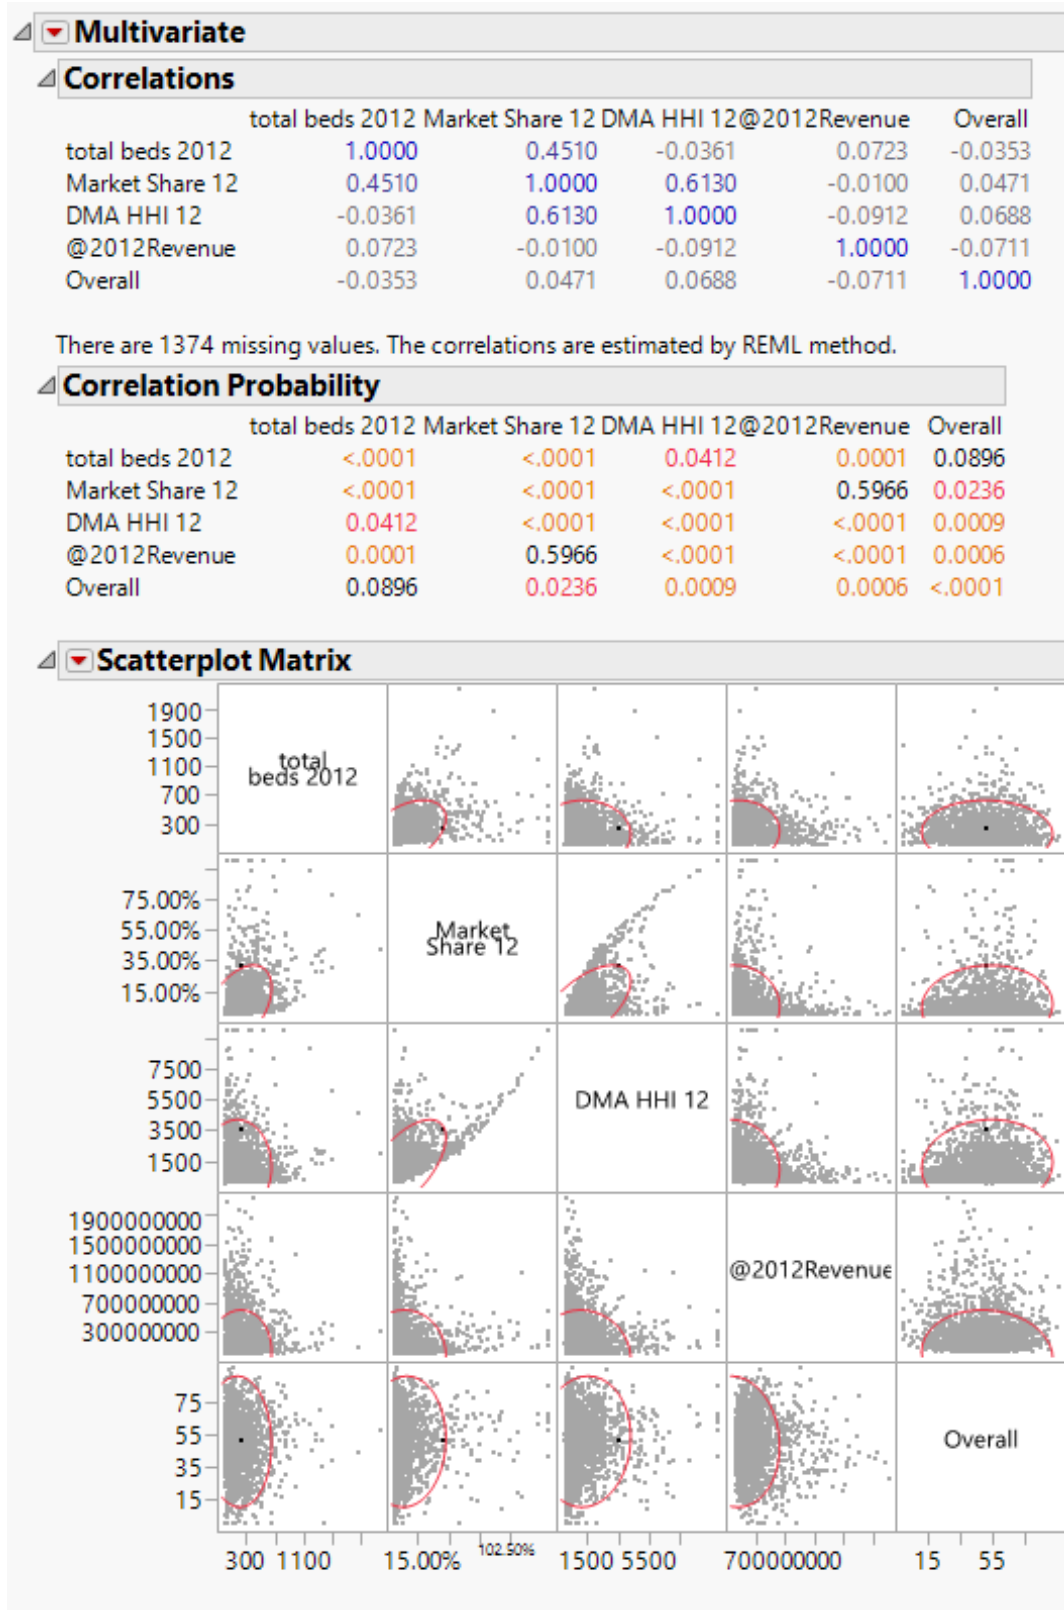 Multivariate
Correlations
total beds 2012 Market Share 12 DMA HHI 12 @2012Revenue Overall
total beds 2012 1.0000 0.4510 -0.0361 0.0723 -0.0353
Market Share 12 0.4510 1.0000 0.6130 -0.0100 0.0471
DMA HHI 12 -0.0361 0.6130 1.0000 -0.0912 0.0688
@2012Revenue 0.0723 -0.0100 -0.0912 1.0000 -0.0711
Overall -0.0353 0.0471 0.0688 -0.0711 1.0000
There are 1374 missing values. The correlations are estimated by REML method.
Correlation Probability
total beds 2012 Market Share 12 DMA HHI 12 @2012Revenue Overall
total beds 2012 <.0001 <.0001 0.0412 0.0001 0.0896
Market Share 12 <.0001 <.0001 <.0001 0.5966 0.0236
DMA HHI 12 0.0412 <.0001 <.0001 <.0001 0.0009
@2012Revenue 0.0001 0.5966 <.0001 <.0001 0.0006
Overall 0.0896 0.0236 0.0009 0.0006 <.0001
Scatterplot Matrix
1900
1500
1100
700
300
total
beds 2012
75.00%
55.00%
35.00%
15.00%
Market
Share 12
7500
5500
3500
1500
DMA HHI 12
1900000000
1500000000
1100000000
700000000
300000000
@2012Revenue
75
55
35
15
Overall
300 1100 15.00% 102.50% 1500 5500 700000000 15 55